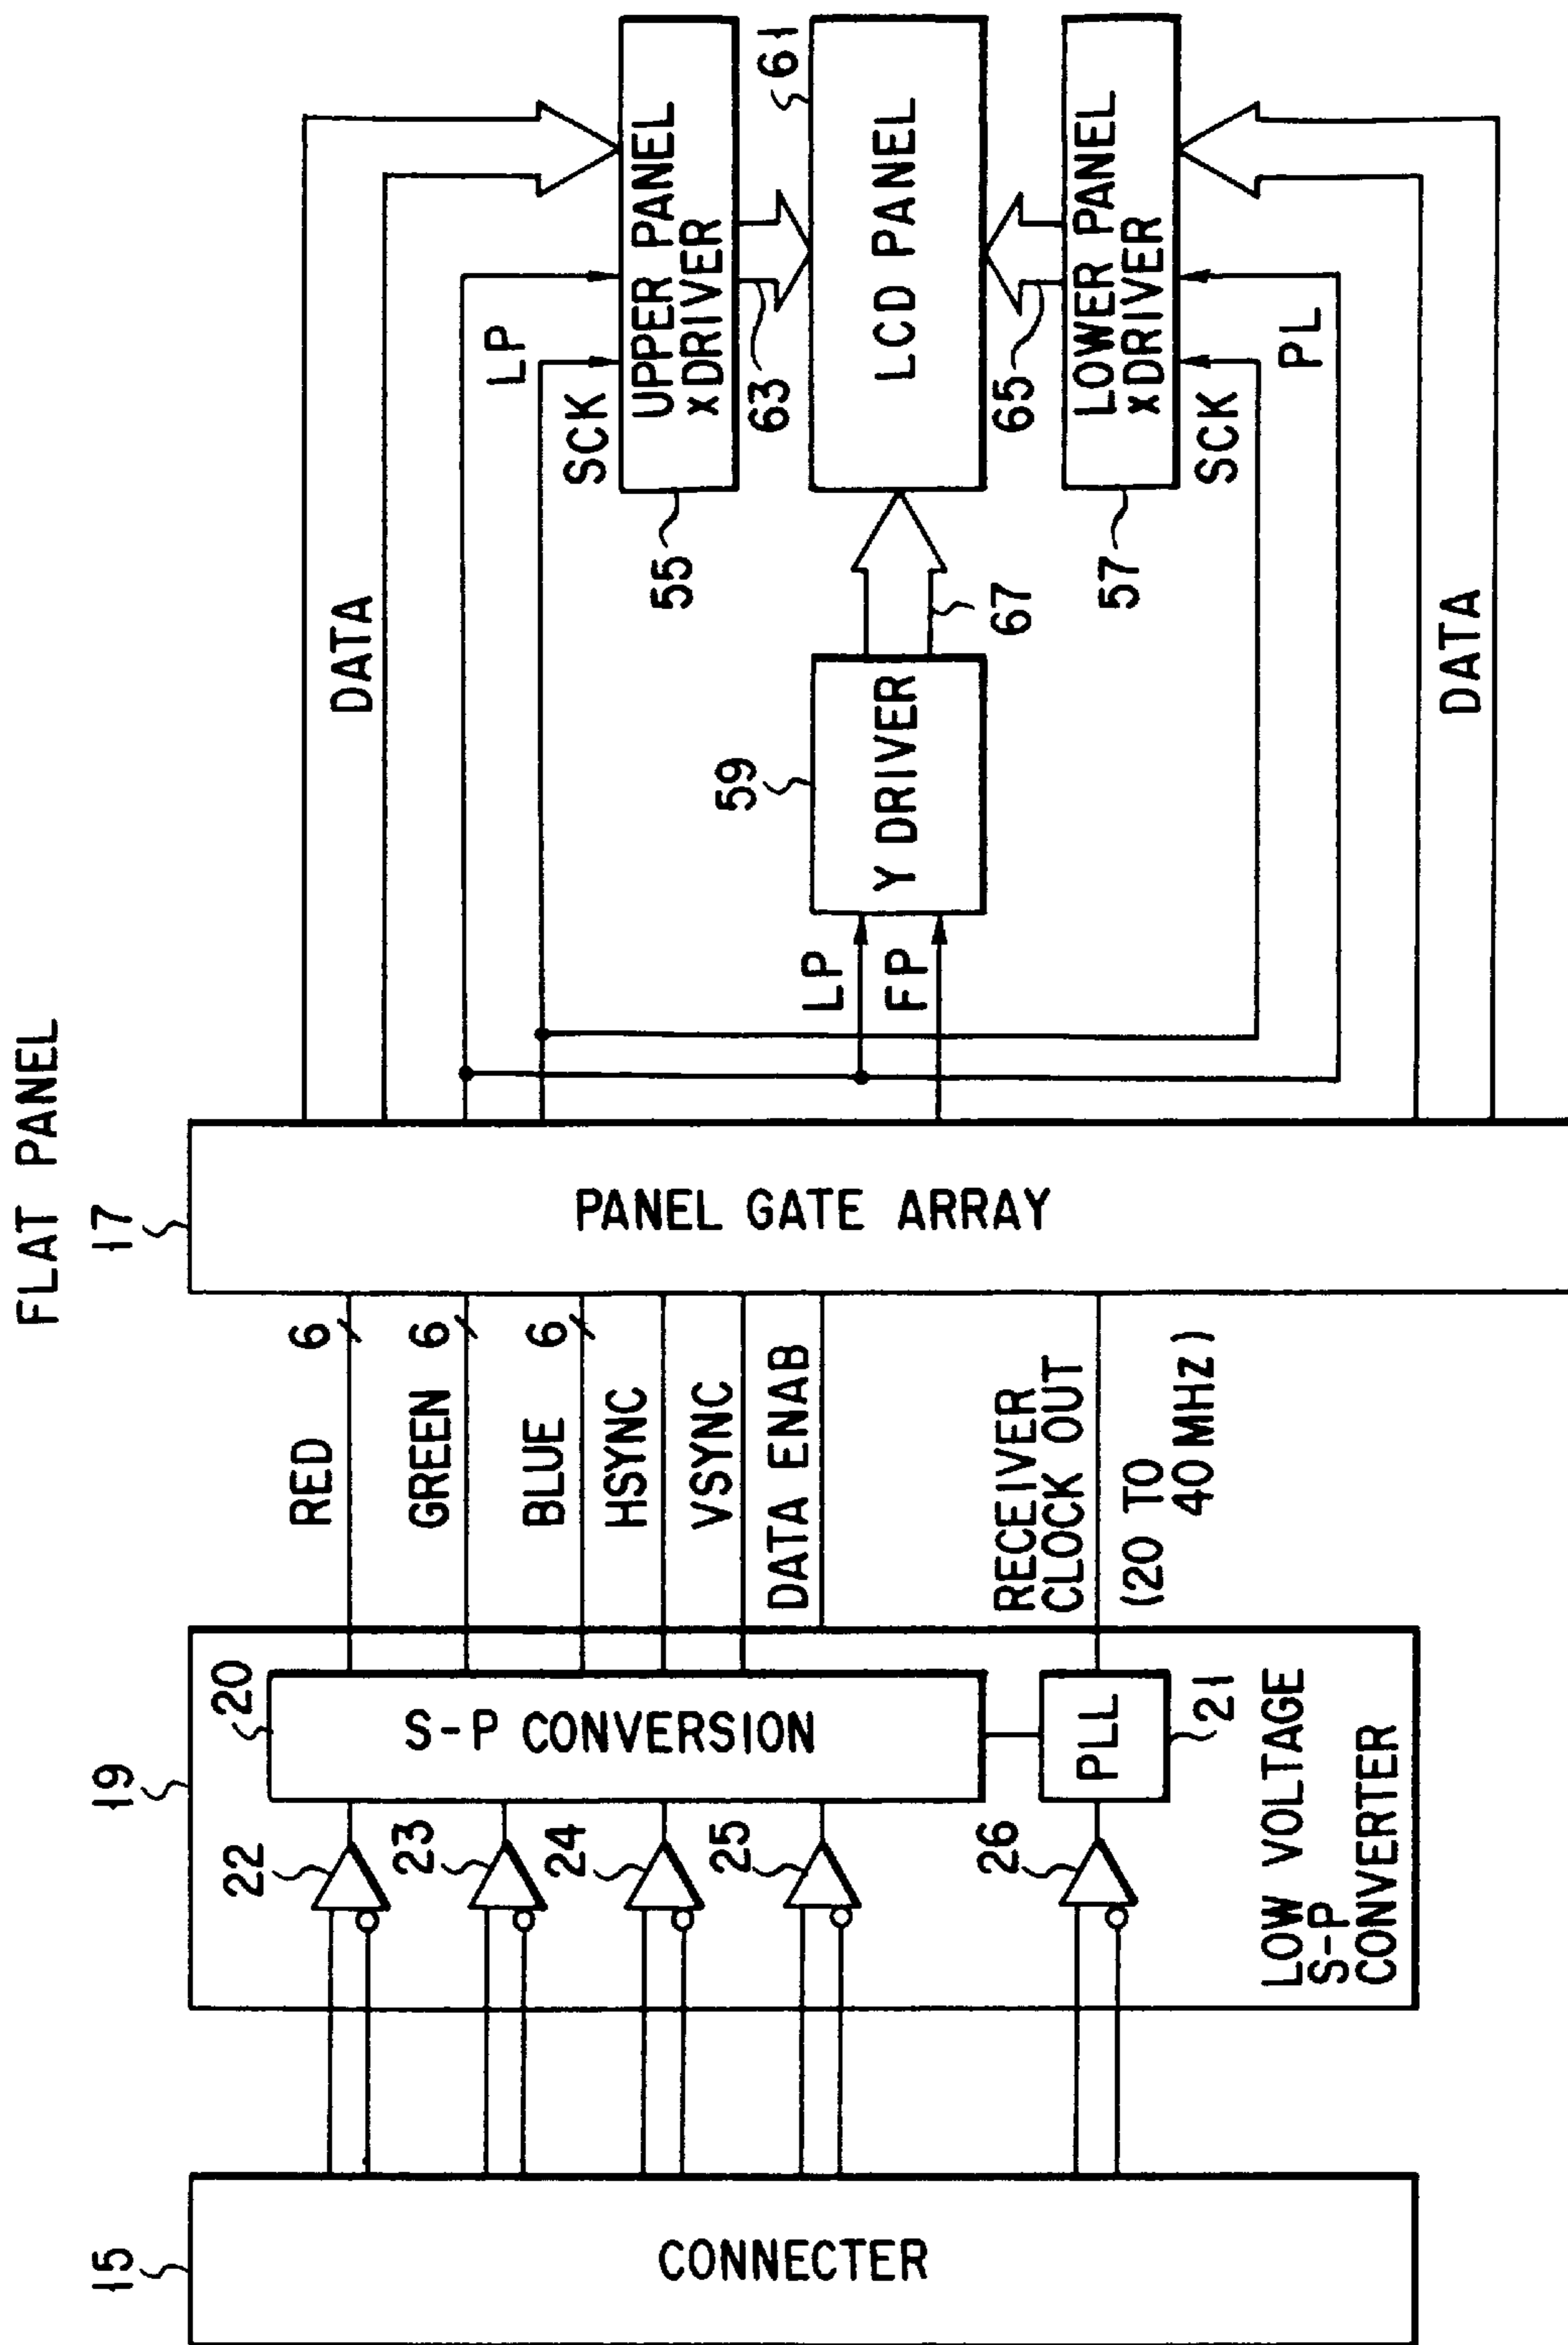 FLAT PANEL
15
CONNECTER
19
22
23
24
25
26
20
S-P CONVERSION
PLL
21
LOW VOLTAGE
S-P
CONVERTER
RED
6
GREEN
6
BLUE
6
HSYNC
VSYNC
DATA ENAB
RECEIVER
CLOCK OUT
(20 TO
40 MHz)
17
PANEL GATE ARRAY
DATA
LP
SCK
55
UPPER PANEL
X DRIVER
63
LP
FP
59
Y DRIVER
67
61
LCD PANEL
65
LOWER PANEL
X DRIVER
57
SCK
PL
DATA